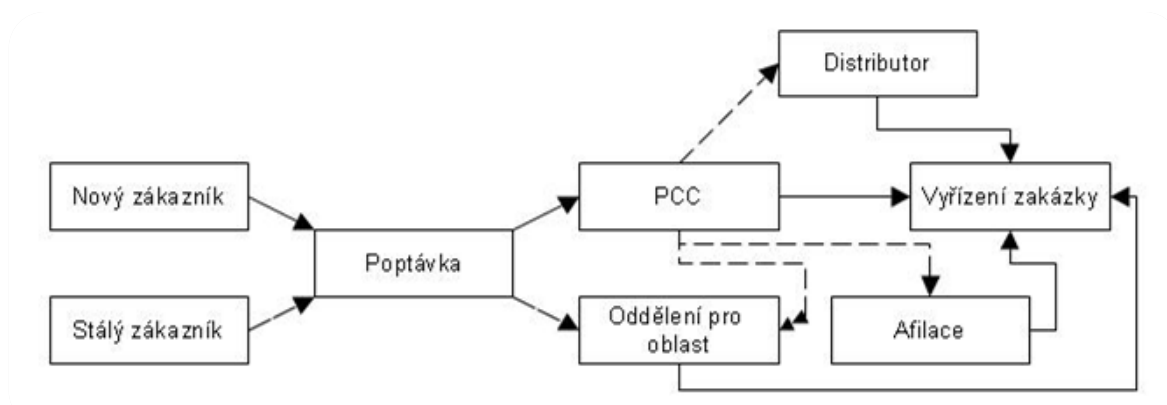 Distributor
Nový zákazník
PCC
Vyřízení zakázky
Poptávka
Stálý zákazník
Oddělení pro
oblast
Afilace